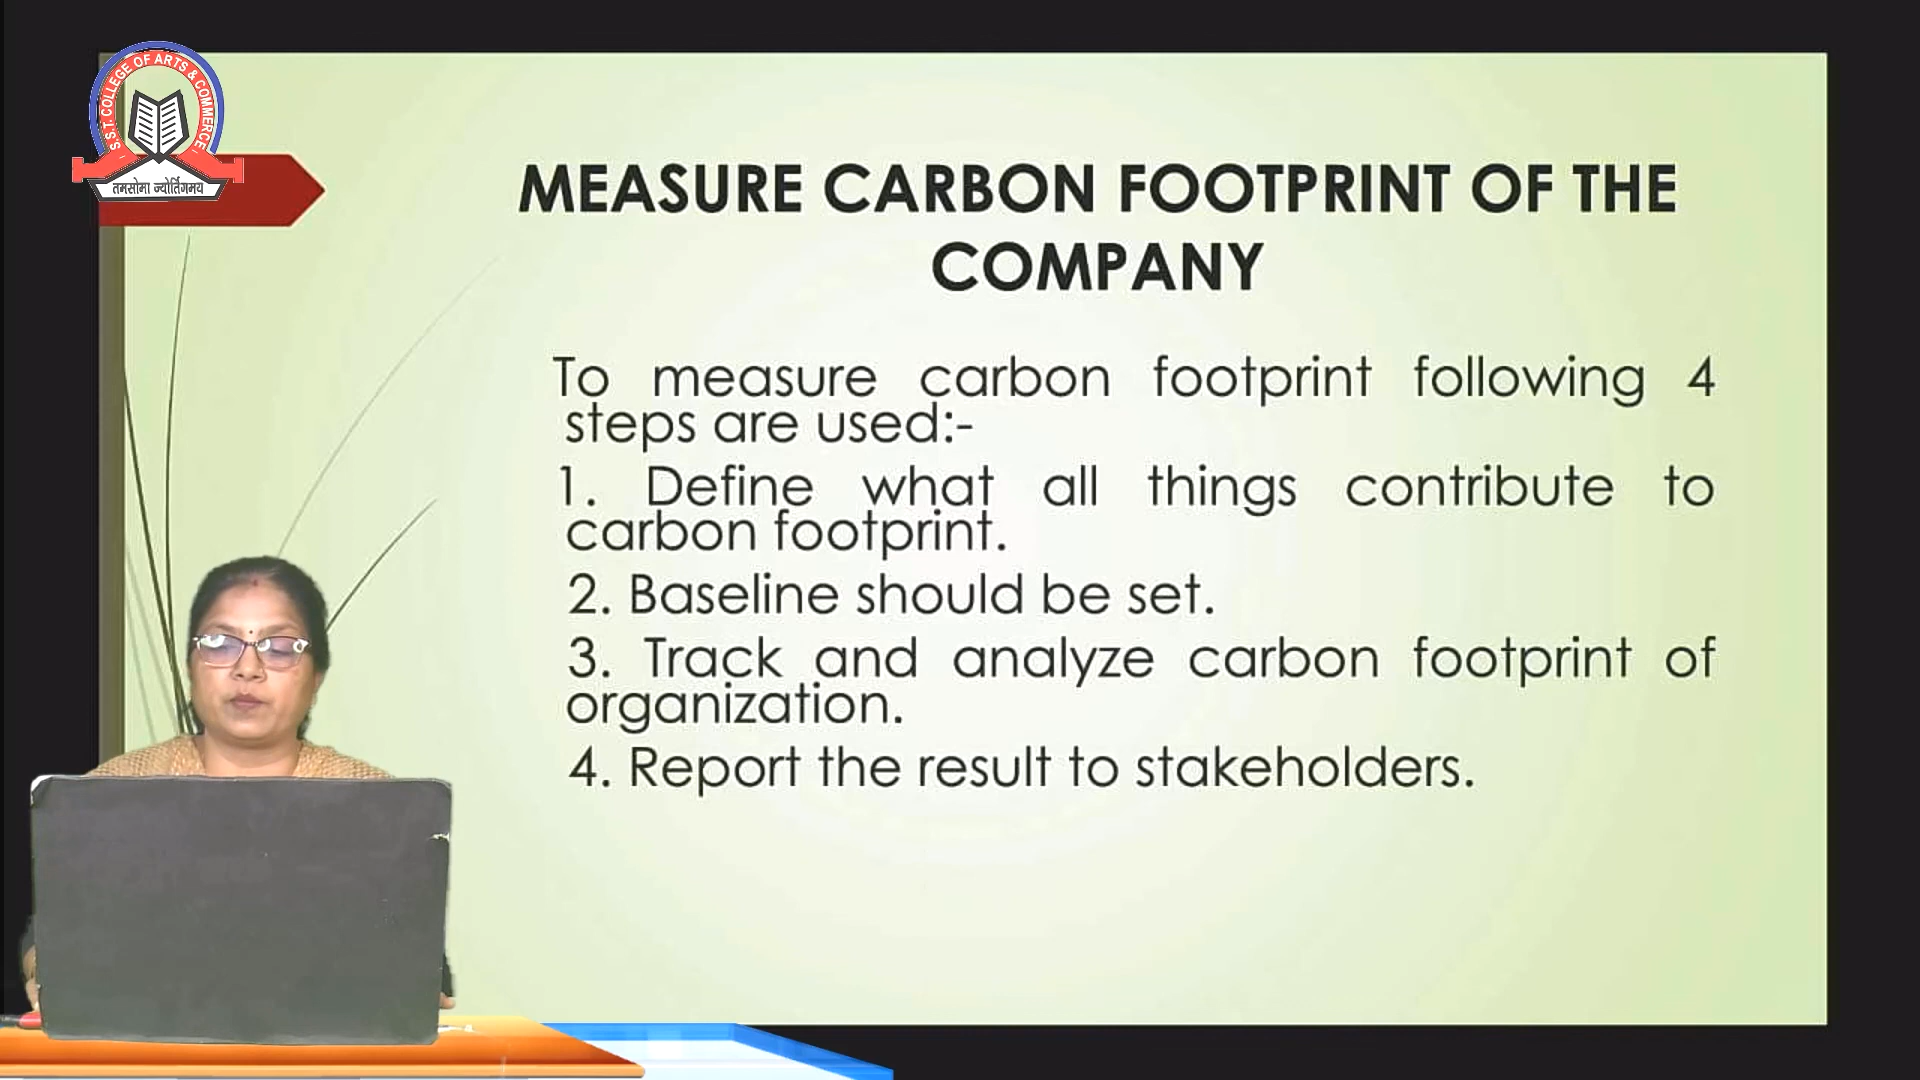 S.S.T. COLLEGE OF ARTS & COMMERCE
तमसोमा ज्योर्तिगमय
MEASURE CARBON FOOTPRINT OF THE
COMPANY
To measure carbon footprint following 4
steps are used:-
1. Define what all things contribute to
carbon footprint.
2. Baseline should be set.
3. Track and analyze carbon footprint of
organization.
4. Report the result to stakeholders.